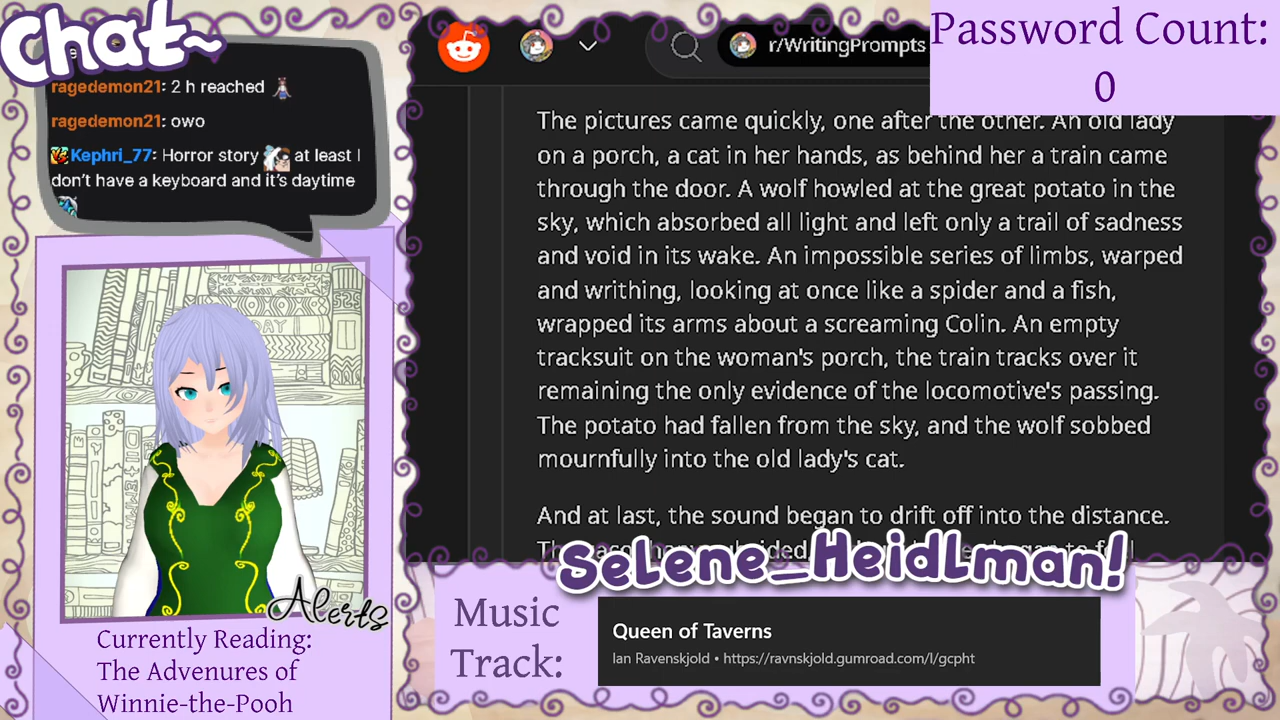 Chat~
ragedemon21: 2 h reached
ragedemon21: owo
Kephri_77: Horror story at least I
don't have a keyboard and it's daytime
r/WritingPrompts
Password Count:
0
The pictures came quickly, one after the other. An old lady
on a porch, a cat in her hands, as behind her a train came
through the door. A wolf howled at the great potato in the
sky, which absorbed all light and left only a trail of sadness
and void in its wake. An impossible series of limbs, warped
and writhing, looking at once like a spider and a fish,
wrapped its arms about a screaming Colin. An empty
tracksuit on the woman's porch, the train tracks over it
remaining the only evidence of the locomotive's passing.
The potato had fallen from the sky, and the wolf sobbed
mournfully into the old lady's cat.
And at last, the sound began to drift off into the distance.
Selene_Heidlman!
Alerts
Currently Reading:
The Advenures of
Winnie-the-Pooh
Music
Track:
Queen of Taverns
Ian Ravenskjold • https://ravnskjold.gumroad.com/l/gcpht